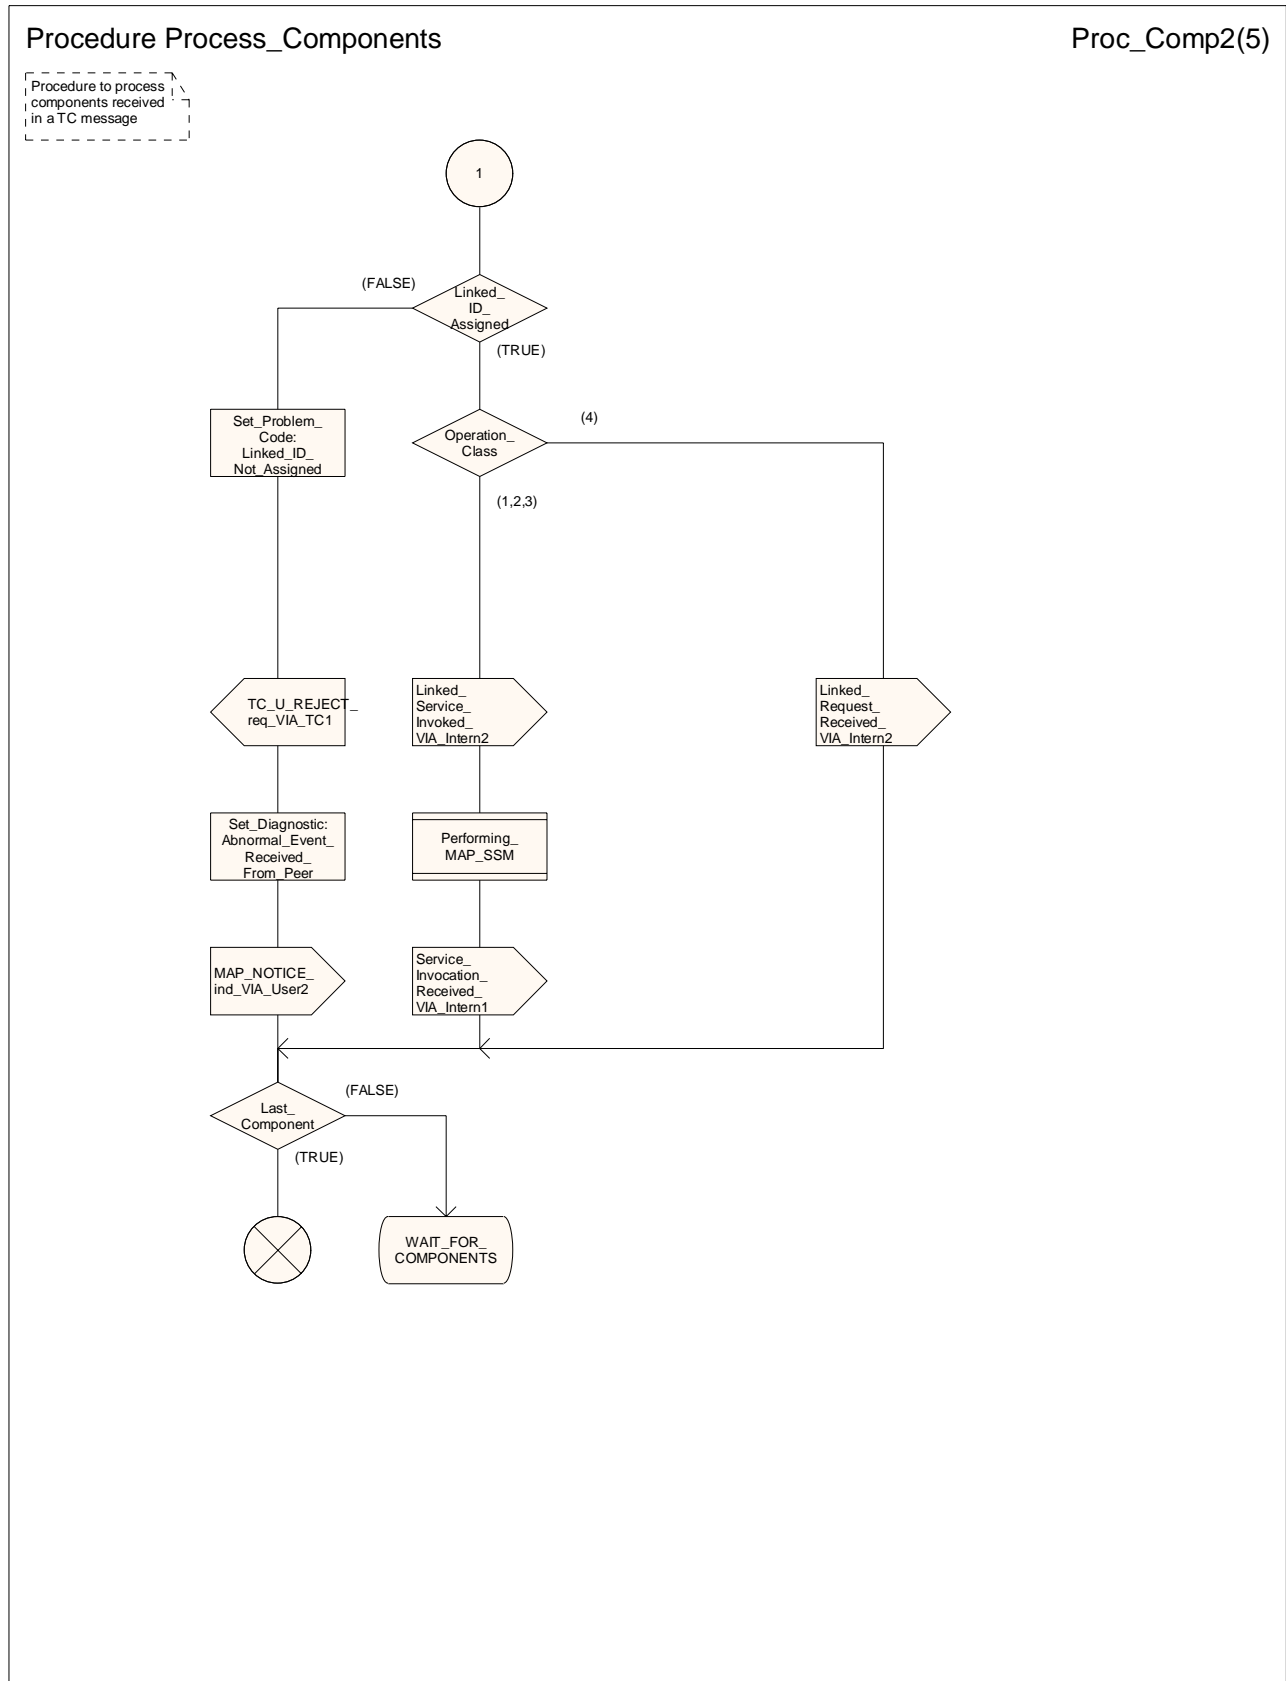 Procedure Process_Components
Proc_Comp2(5)
Procedure to process
components received
in a TC message
1
(FALSE)
Linked_
ID_
Assigned
(TRUE)
Set_Problem_
Code:
Linked_ID_
Not_Assigned
Operation_
Class
(4)
(1,2,3)
TC_U_REJECT_
req_VIA_TC1
Linked_
Service_
Invoked_
VIA_Intern2
Linked_
Request_
Received_
VIA_Intern2
Set_Diagnostic:
Abnormal_Event_
Received_
From_Peer
Performing_
MAP_SSM
MAP_NOTICE_
ind_VIA_User2
Service_
Invocation_
Received_
VIA_Intern1
Last_
Component
(FALSE)
(TRUE)
WAIT_FOR_
COMPONENTS